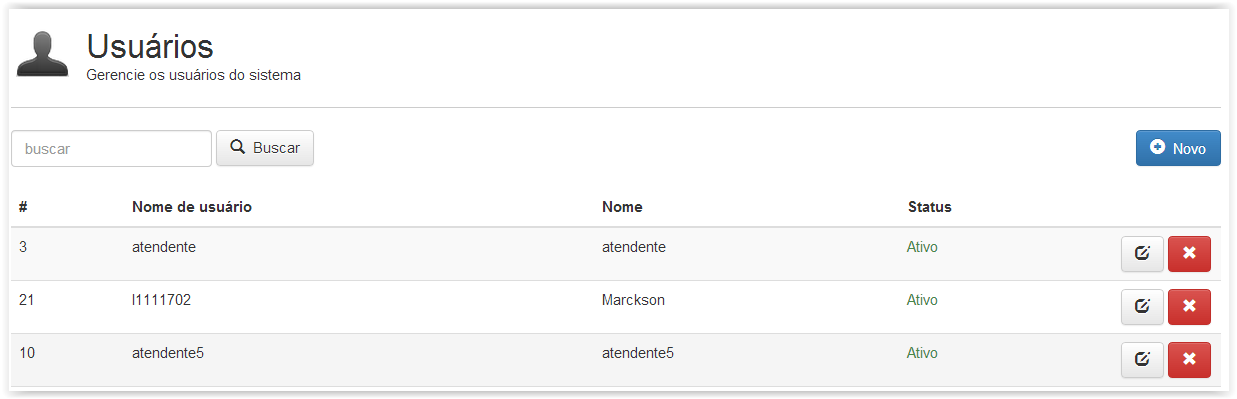 Usuários
Gerencie os usuários do sistema
buscar Buscar Novo
# Nome de usuário Nome Status
3 atendente atendente Ativo
21 l1111702 Marckson Ativo
10 atendente5 atendente5 Ativo